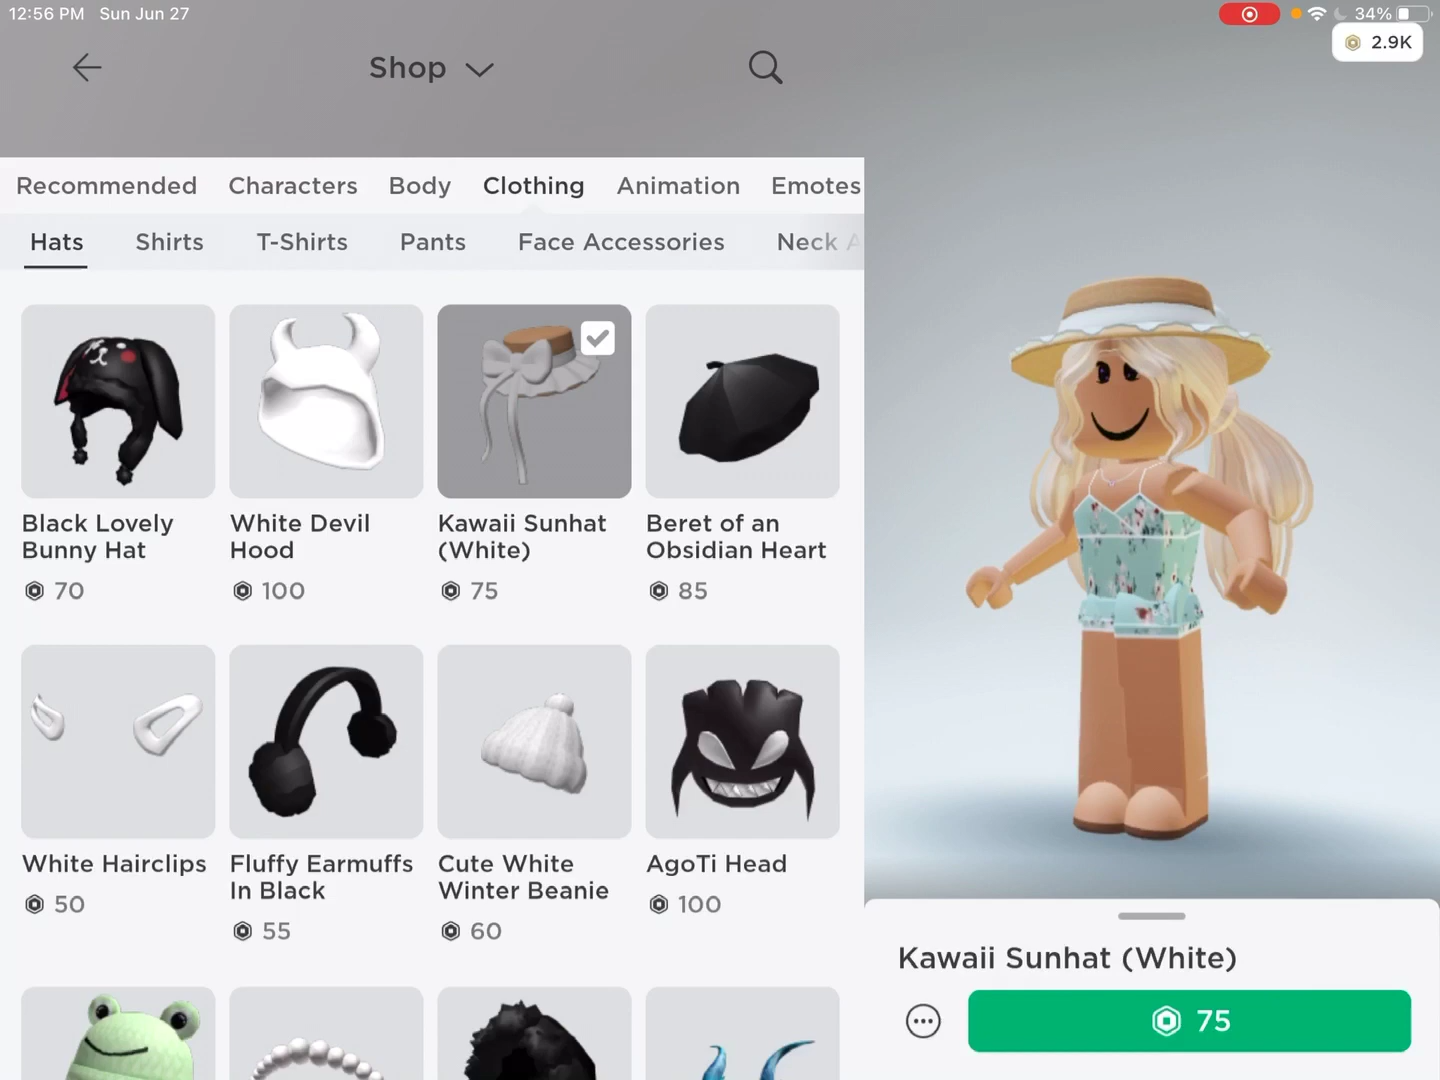 12:56 PM Sun Jun 27
34%
2.9K
Shop
Recommended Characters Body Clothing Animation Emotes
Hats Shirts T-Shirts Pants Face Accessories Neck A
Black Lovely
Bunny Hat
70
White Devil
Hood
100
Kawaii Sunhat
(White)
75
Beret of an
Obsidian Heart
85
White Hairclips
50
Fluffy Earmuffs
In Black
55
Cute White
Winter Beanie
60
AgoTi Head
100
Kawaii Sunhat (White)
75